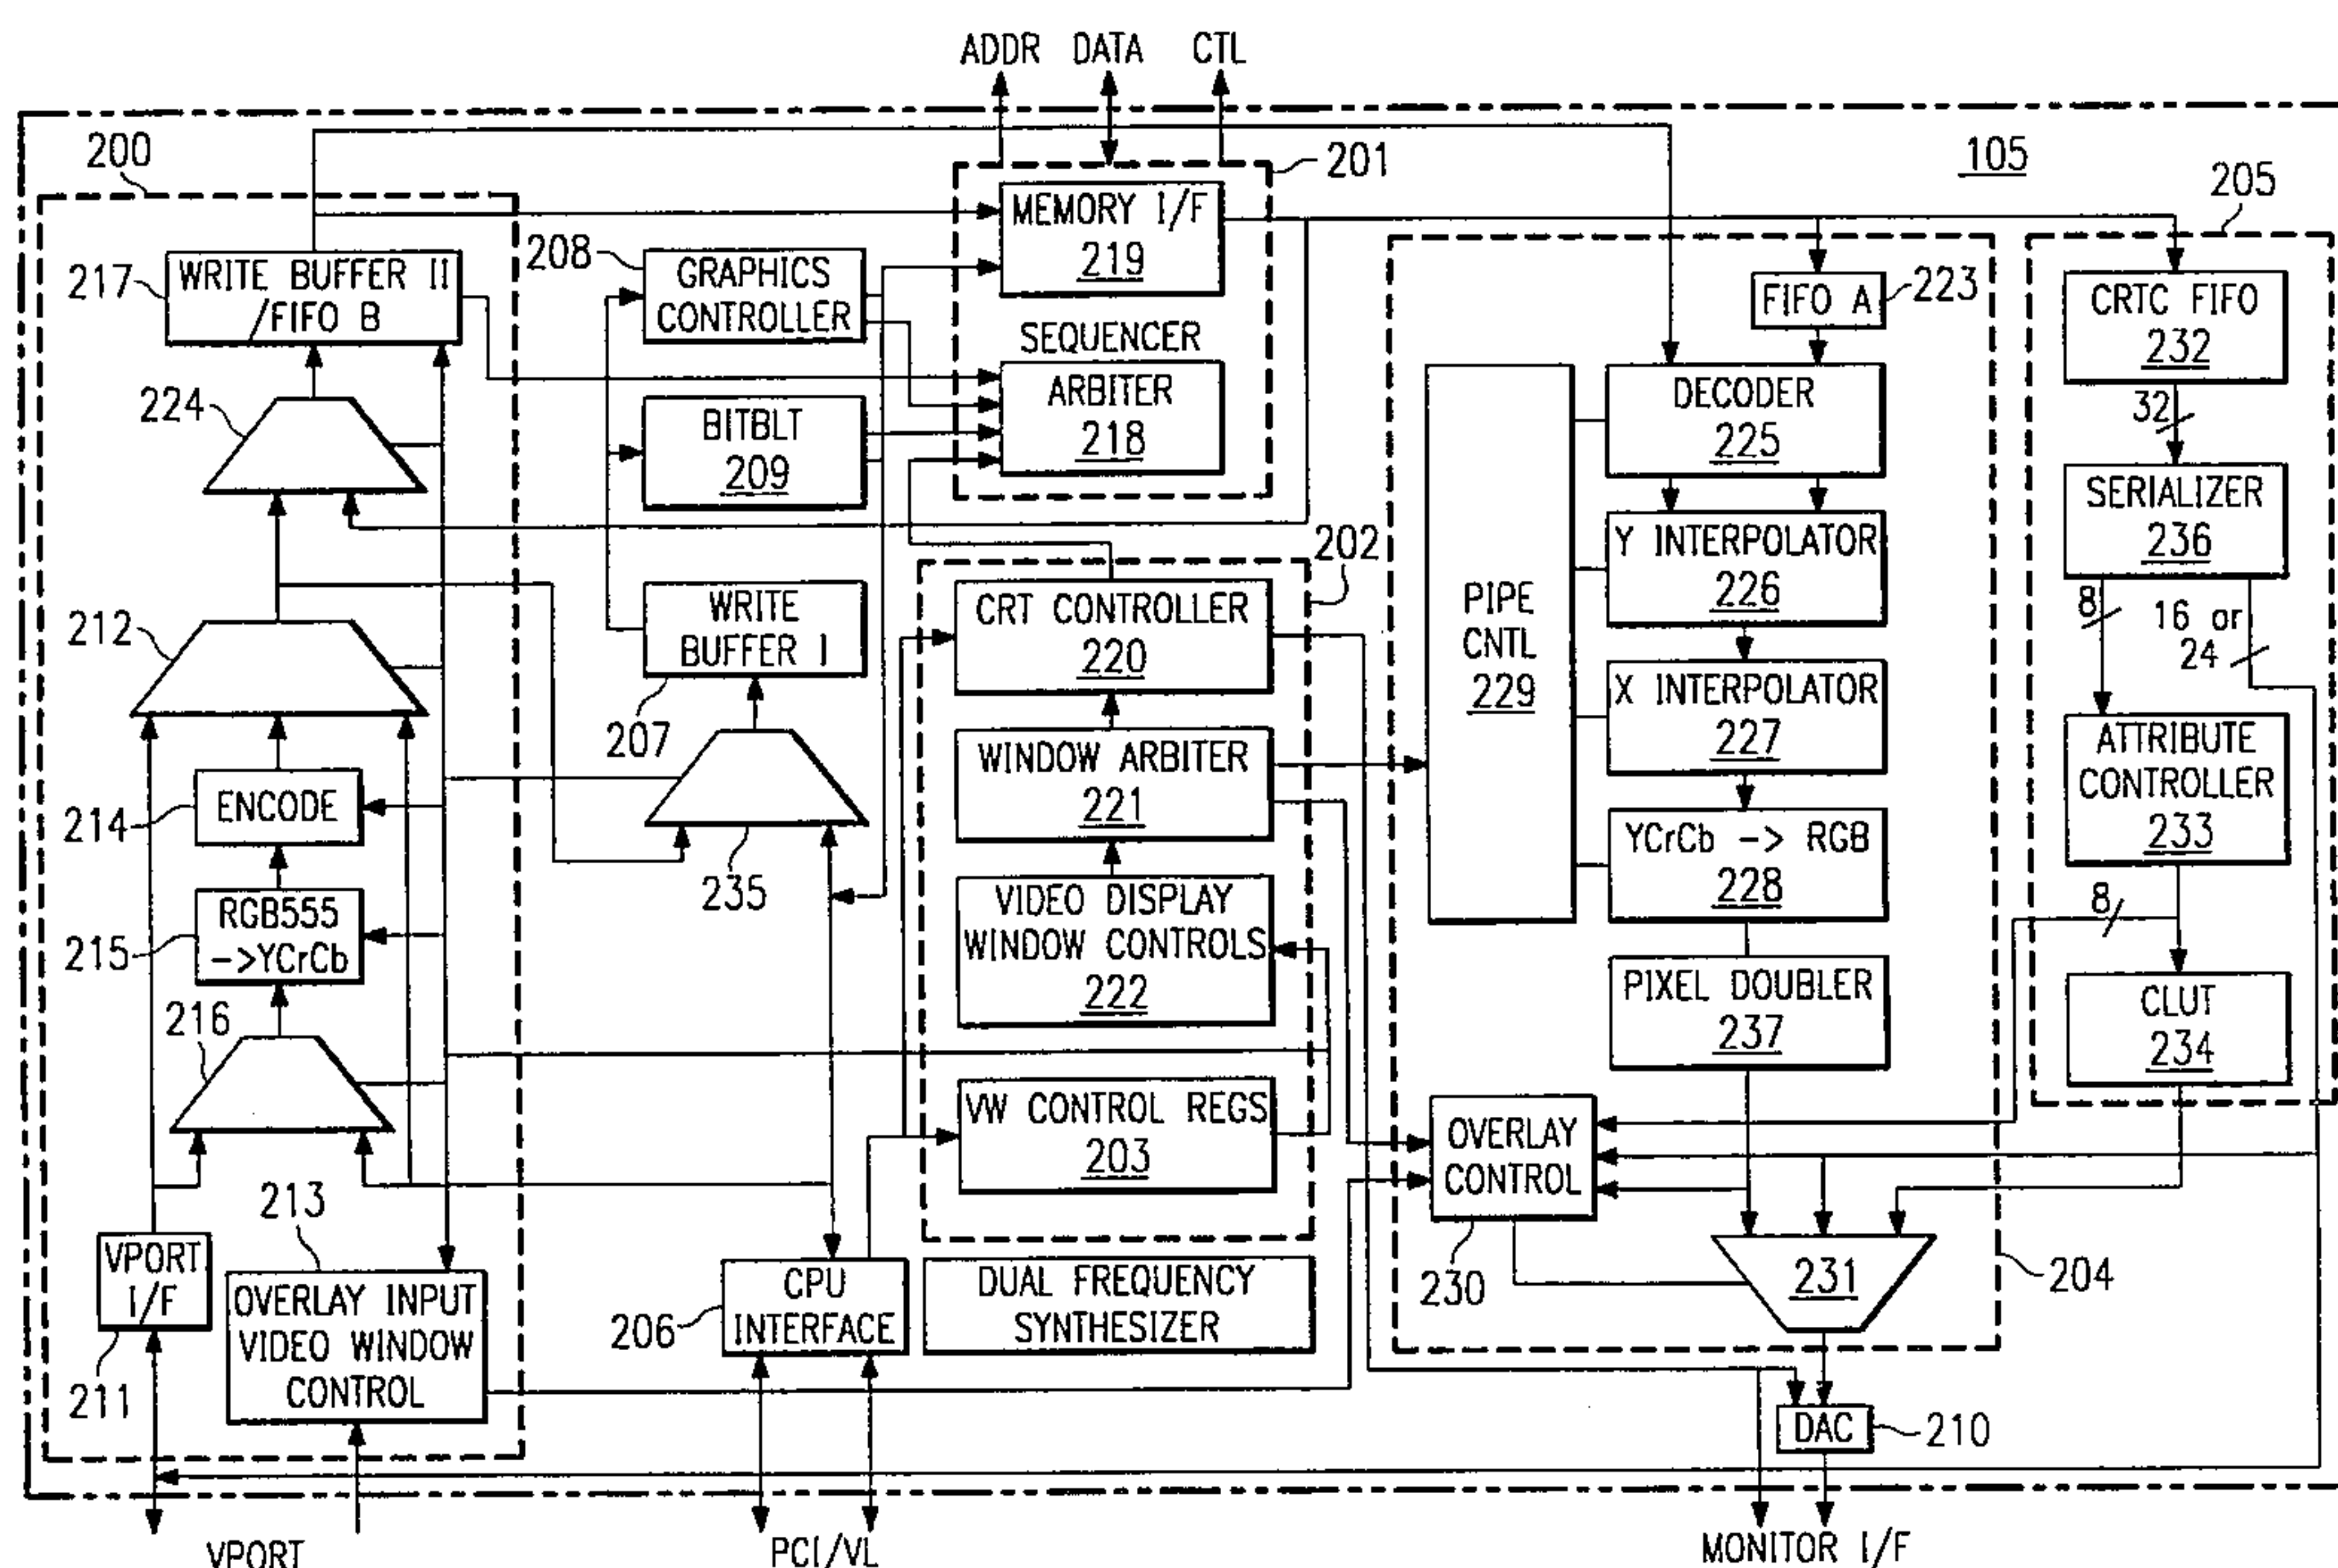 ADDR DATA CTL
105
200
201
205
MEMORY I/F
219
SEQUENCER
ARBITER
218
WRITE BUFFER II
/FIFO B
217
224
212
ENCODE
214
RGB555
->YCrCb
215
216
VPORT
I/F
211
213
OVERLAY INPUT
VIDEO WINDOW
CONTROL
208
GRAPHICS
CONTROLLER
BITBLT
209
WRITE
BUFFER I
207
235
CPU
INTERFACE
206
202
CRT CONTROLLER
220
WINDOW ARBITER
221
VIDEO DISPLAY
WINDOW CONTROLS
222
VW CONTROL REGS
203
DUAL FREQUENCY
SYNTHESIZER
PIPE
CNTL
229
FIFO A
223
DECODER
225
Y INTERPOLATOR
226
X INTERPOLATOR
227
YCrCb -> RGB
228
PIXEL DOUBLER
237
OVERLAY
CONTROL
230
231
204
DAC
210
CRTC FIFO
232
32
SERIALIZER
236
8
16 or
24
ATTRIBUTE
CONTROLLER
233
8
CLUT
234
VPORT
PCI/VL
MONITOR I/F